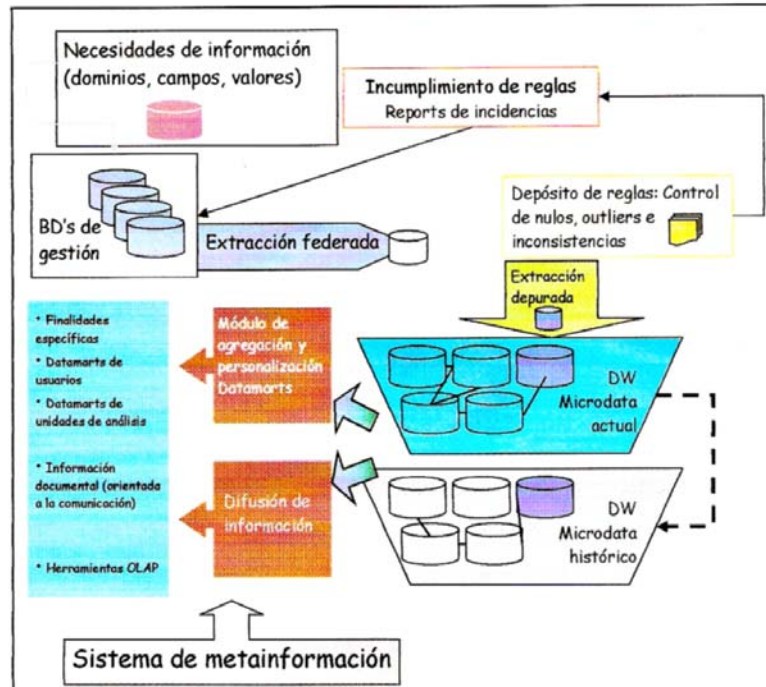 Necesidades de información
(dominios, campos, valores)
Incumplimiento de reglas
Reports de incidencias
BD's de
gestión
Extracción federada
Depósito de reglas: Control
de nulos, outliers e
inconsistencias
Extracción
depurada
• Finalidades
específicas
• Datamarts de
usuarios
• Datamarts de
unidades de análisis
• Información
documental (orientada
a la comunicación)
• Herramientas OLAP
Módulo de
agregación y
personalización
Datamarts
Difusión de
información
DW
Microdata
actual
DW
Microdata
histórico
Sistema de metainformación